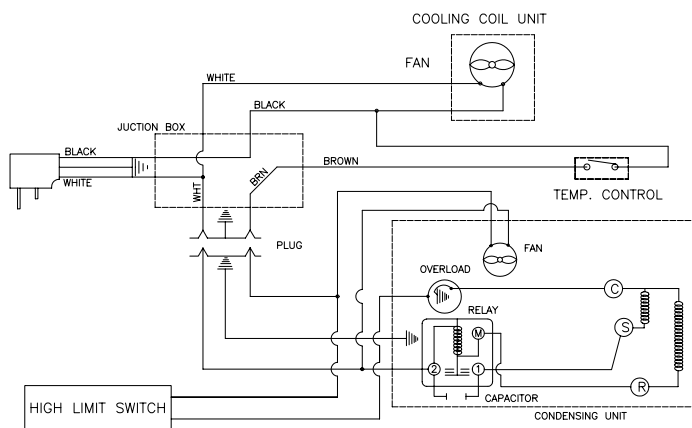 COOLING COIL UNIT
FAN
WHITE
BLACK
JUCTION BOX
BLACK
WHITE
WHT
BRN
BROWN
TEMP. CONTROL
PLUG
FAN
OVERLOAD
C
RELAY
M
S
2
1
R
CAPACITOR
HIGH LIMIT SWITCH
CONDENSING UNIT